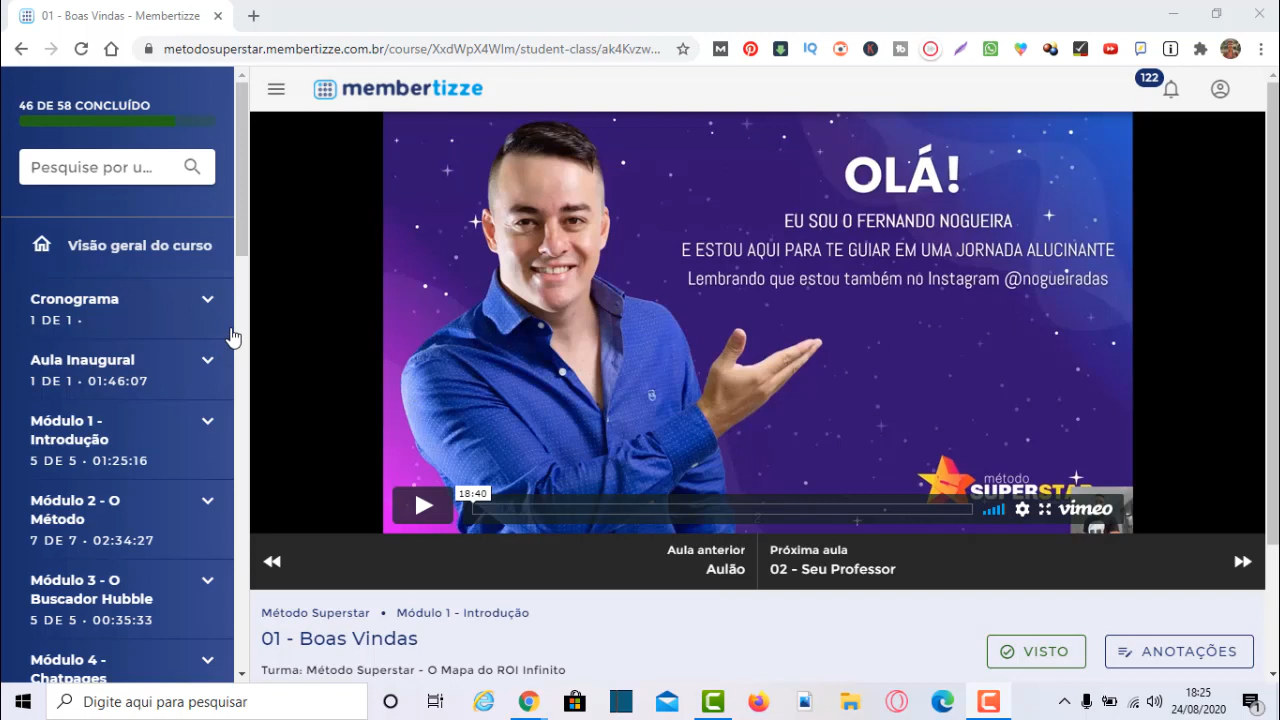 01 - Boas Vindas - Membertizze
metodosuperstar.membertizze.com.br/course/XxdWpX4Wlm/student-class/ak4Kvzw...
46 DE 58 CONCLUÍDO
Pesquise por u...
Visão geral do curso
Cronograma
1 DE 1 •
Aula Inaugural
1 DE 1 • 01:46:07
Módulo 1 -
Introdução
5 DE 5 • 01:25:16
Módulo 2 - O
Método
7 DE 7 • 02:34:27
Módulo 3 - O
Buscador Hubble
5 DE 5 • 00:35:33
Módulo 4 -
Chatpages
membertizze
122
OLÁ!
EU SOU O FERNANDO NOGUEIRA
E ESTOU AQUI PARA TE GUIAR EM UMA JORNADA ALUCINANTE
Lembrando que estou também no Instagram @nogueiradas
método
SUPERSTAR
18:40
vimeo
Aula anterior
Aulão
Próxima aula
02 - Seu Professor
Método Superstar • Módulo 1 - Introdução
01 - Boas Vindas
Turma: Método Superstar - O Mapa do ROI Infinito
VISTO
ANOTAÇÕES
Digite aqui para pesquisar
18:25
24/08/2020
1